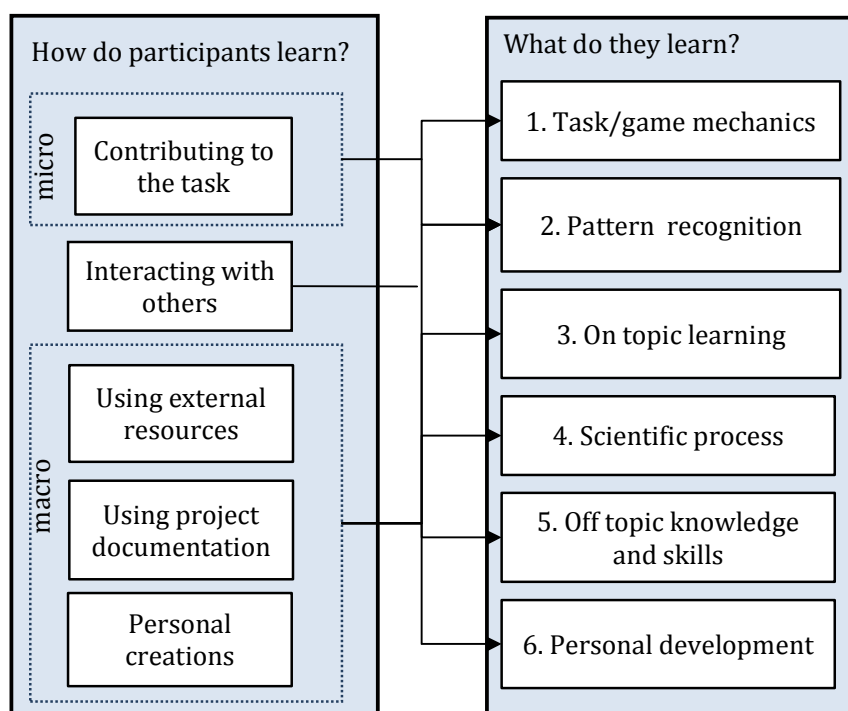 How do participants learn?
micro
Contributing to
the task
Interacting with
others
macro
Using external
resources
Using project
documentation
Personal
creations
What do they learn?
1. Task/game mechanics
2. Pattern recognition
3. On topic learning
4. Scientific process
5. Off topic knowledge
and skills
6. Personal development